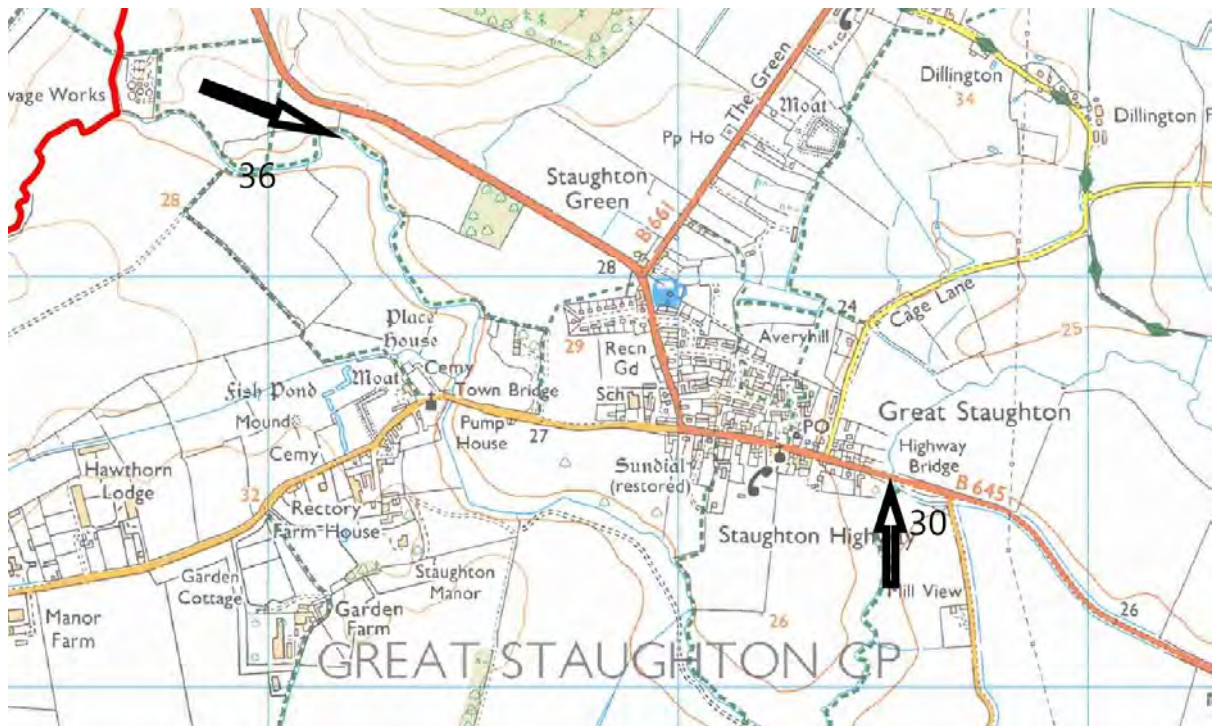 wage Works
36
28
The Green
Pp Ho
Moat
Dillington
34
Dillington F
Staughton
Green
B 661
28
Place
House
Cemy
Town Bridge
Moat
Fish Pond
Mound
Cemy
Pump
House
27
29
Recn
Gd
Sch
Averyhill
24
Cage Lane
25
PO
Great Staughton
Highway
Bridge
B 645
Hawthorn
Lodge
32
Rectory
Farm House
Sundial
(restored)
Staughton High
30
Garden
Cottage
Staughton
Manor
Garden
Farm
Manor
Farm
Mill View
26
26
GREAT STAUGHTON CP